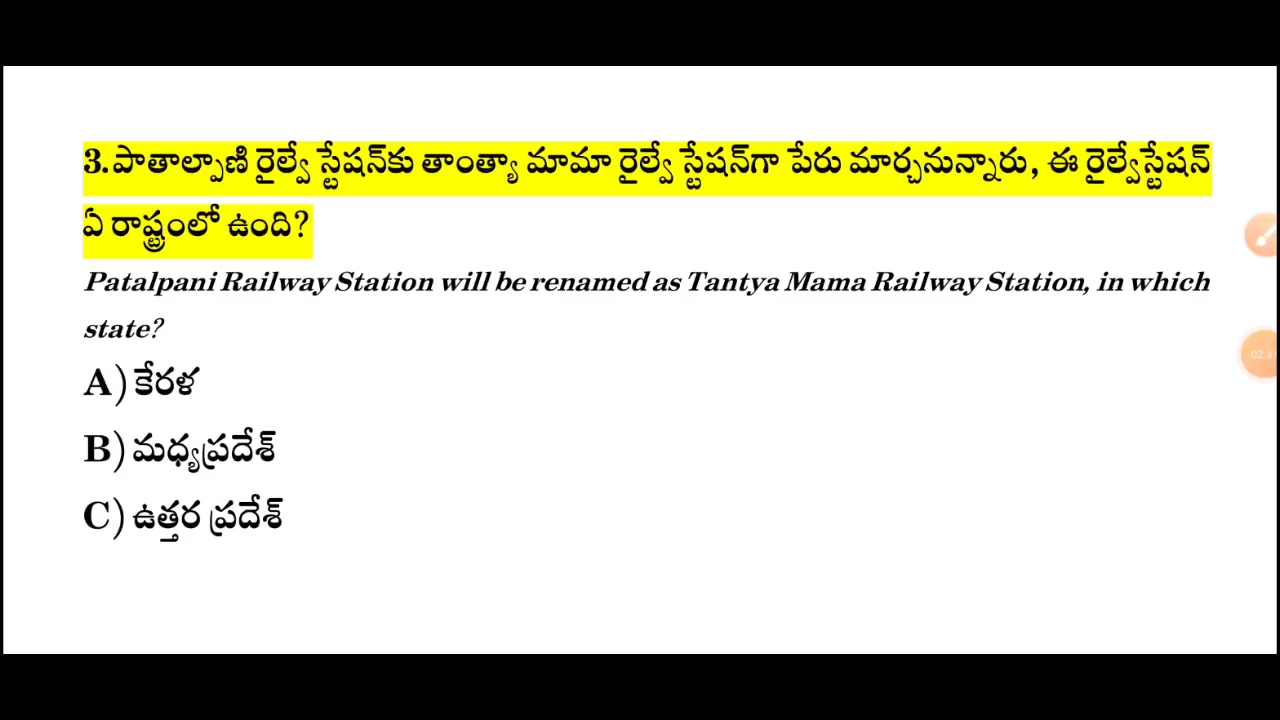 3.పాతాల్పాణి రైల్వే స్టేషన్‌కు తాంత్యా మామా రైల్వే స్టేషన్‌గా పేరు మార్చనున్నారు, ఈ రైల్వేస్టేషన్
ఏ రాష్ట్రంలో ఉంది?
Patalpani Railway Station will be renamed as Tantya Mama Railway Station, in which
state?
A) కేరళ
B) మధ్యప్రదేశ్
C) ఉత్తర ప్రదేశ్